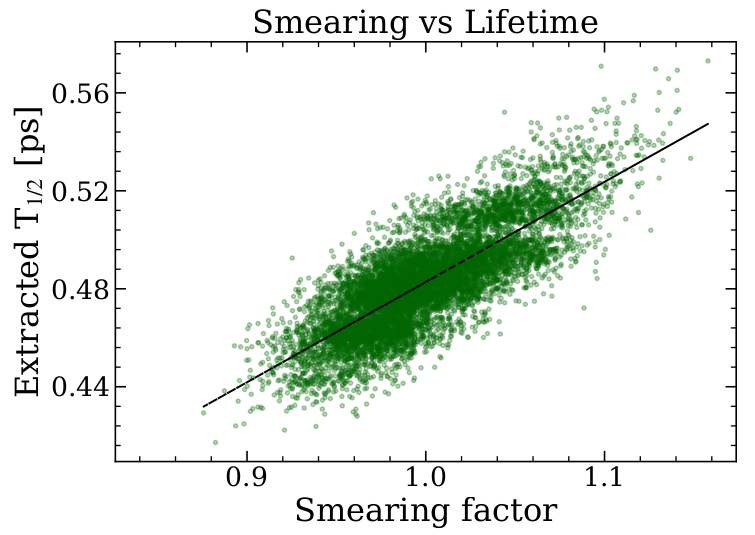 Smearing vs Lifetime
Extracted T1/2 [ps]
0.56
0.52
0.48
0.44
0.9
1.0
1.1
Smearing factor